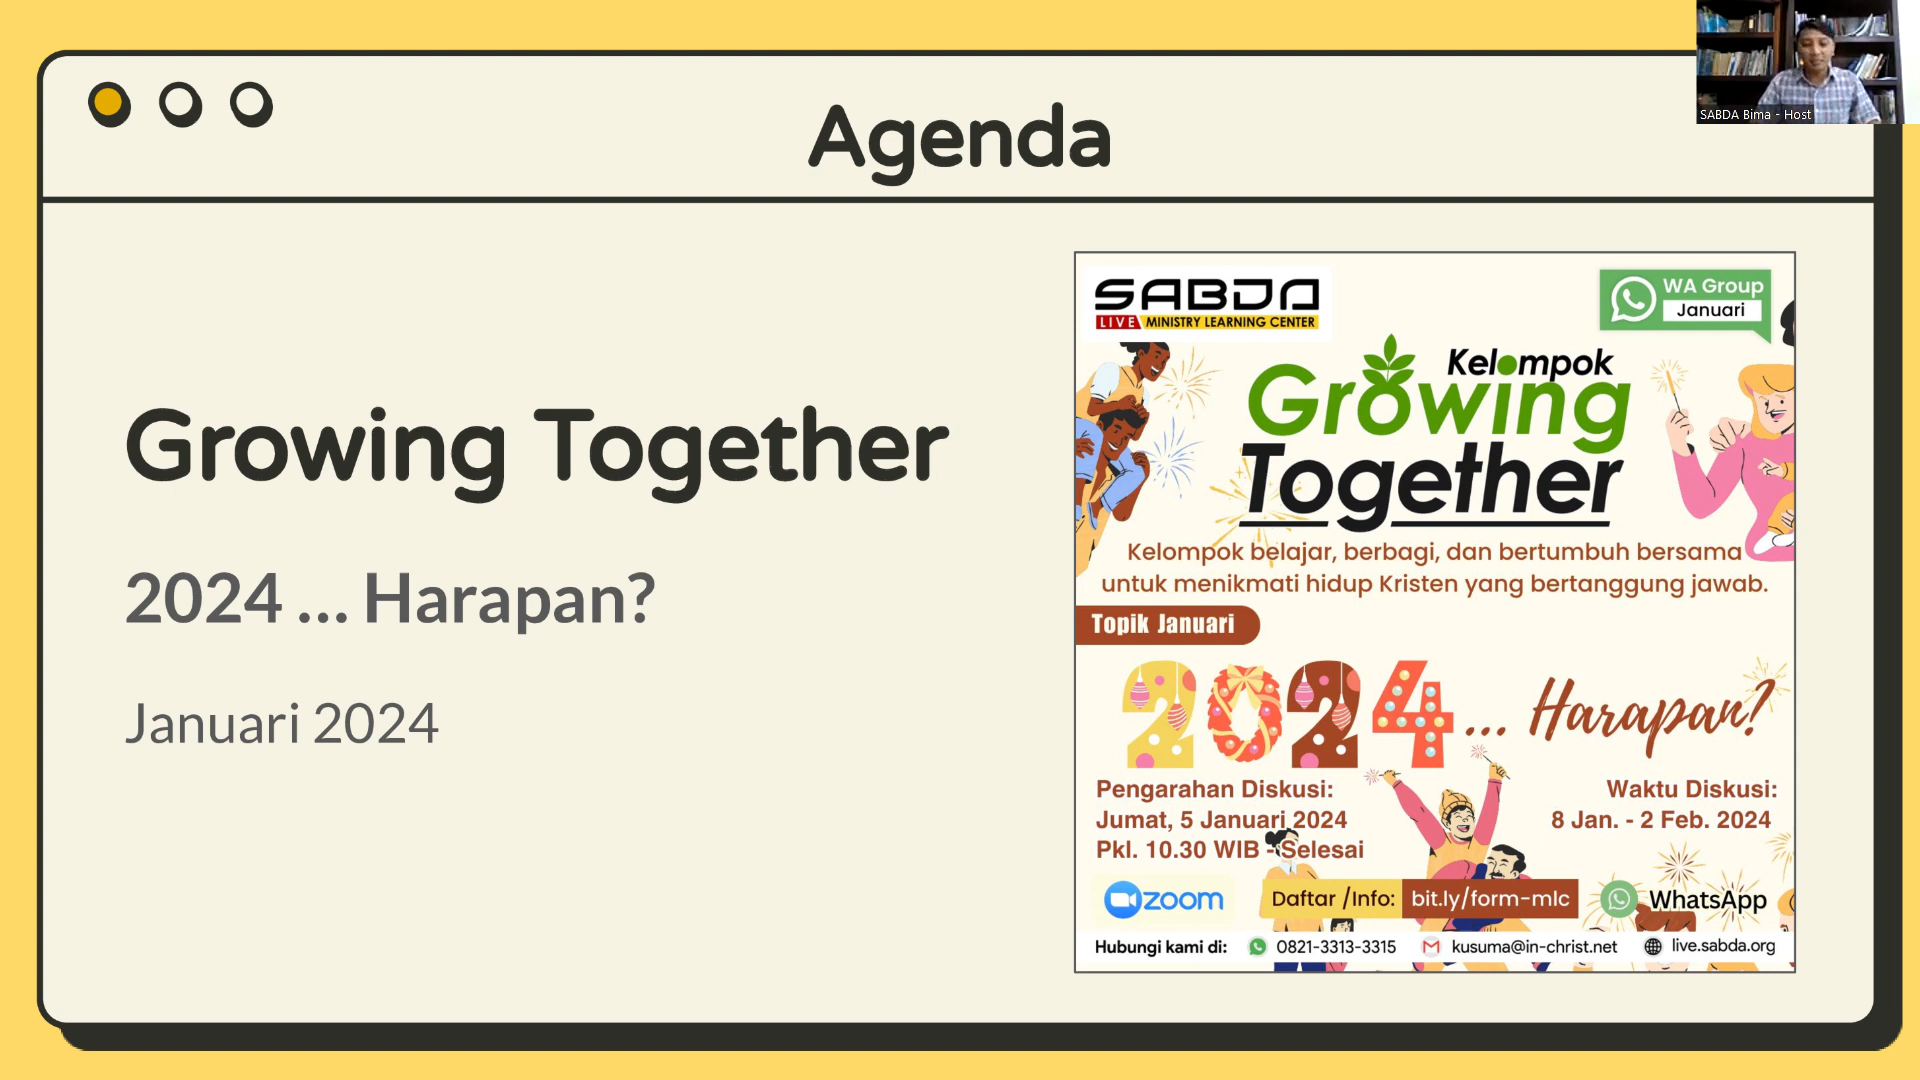 Agenda
SABDA Bima - Host
Growing Together
2024 ... Harapan?
Januari 2024
SABDA
LIVE MINISTRY LEARNING CENTER
WA Group
Januari
Kelompok
Growing
Together
Kelompok belajar, berbagi, dan bertumbuh bersama
untuk menikmati hidup Kristen yang bertanggung jawab.
Topik Januari
2024... Harapan?
Pengarahan Diskusi:
Jumat, 5 Januari 2024
Pkl. 10.30 WIB - Selesai
Waktu Diskusi:
8 Jan. - 2 Feb. 2024
zoom
Daftar /Info: bit.ly/form-mlc
WhatsApp
Hubungi kami di: 0821-3313-3315 kusuma@in-christ.net live.sabda.org